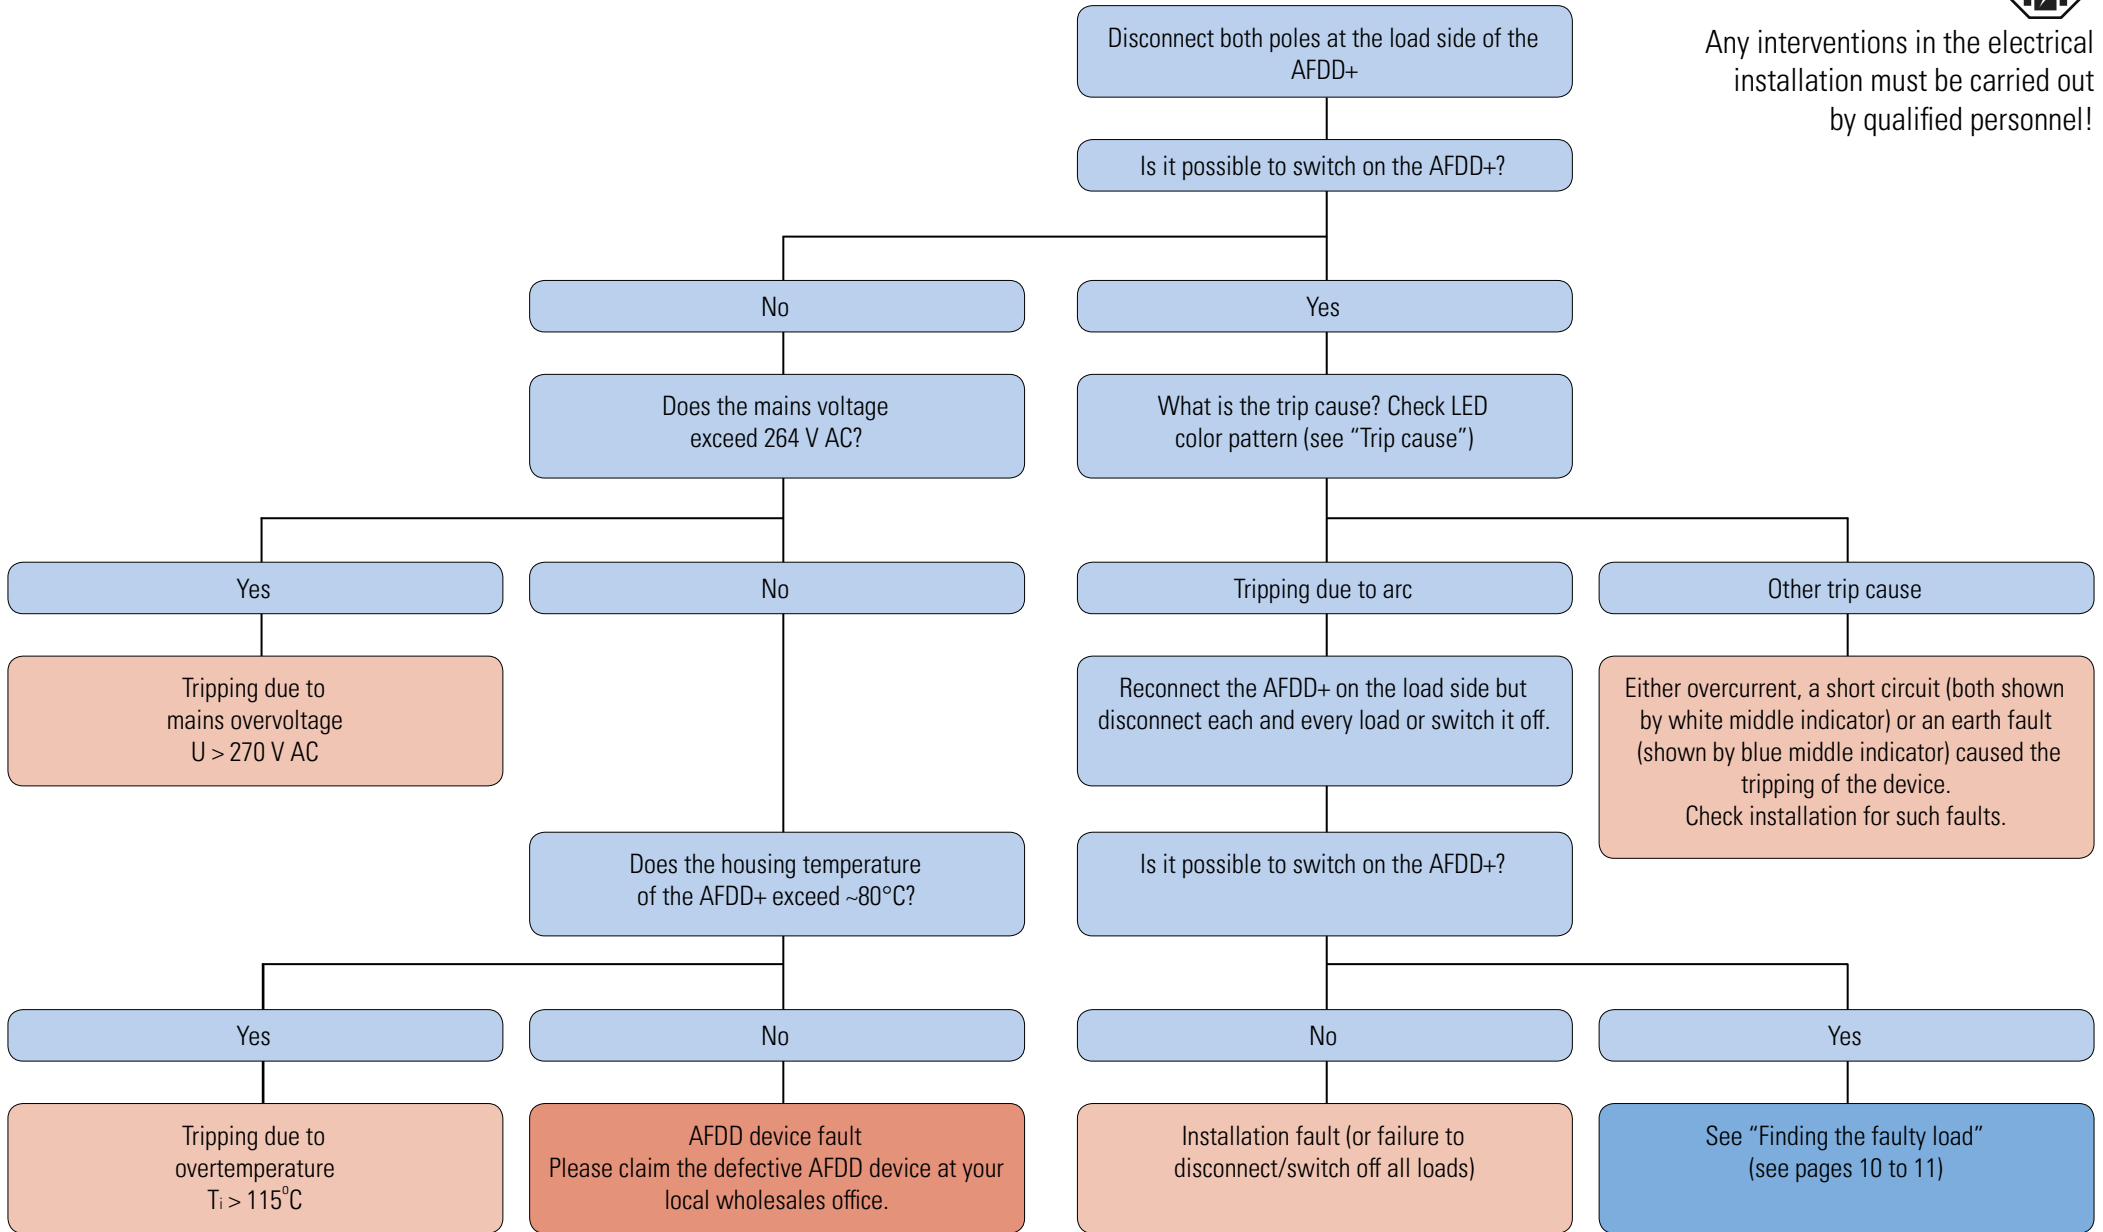 Disconnect both poles at the load side of the
AFDD+
Any interventions in the electrical
installation must be carried out
by qualified personnel!
Is it possible to switch on the AFDD+?
No
Yes
Does the mains voltage
exceed 264 V AC?
What is the trip cause? Check LED
color pattern (see “Trip cause”)
Yes
No
Tripping due to arc
Other trip cause
Tripping due to
mains overvoltage
U > 270 V AC
Reconnect the AFDD+ on the load side but
disconnect each and every load or switch it off.
Either overcurrent, a short circuit (both shown
by white middle indicator) or an earth fault
(shown by blue middle indicator) caused the
tripping of the device.
Check installation for such faults.
Does the housing temperature
of the AFDD+ exceed ~80°C?
Is it possible to switch on the AFDD+?
Yes
No
No
Yes
Tripping due to
overtemperature
Ti > 115°C
AFDD device fault
Please claim the defective AFDD device at your
local wholesales office.
Installation fault (or failure to
disconnect/switch off all loads)
See “Finding the faulty load”
(see pages 10 to 11)